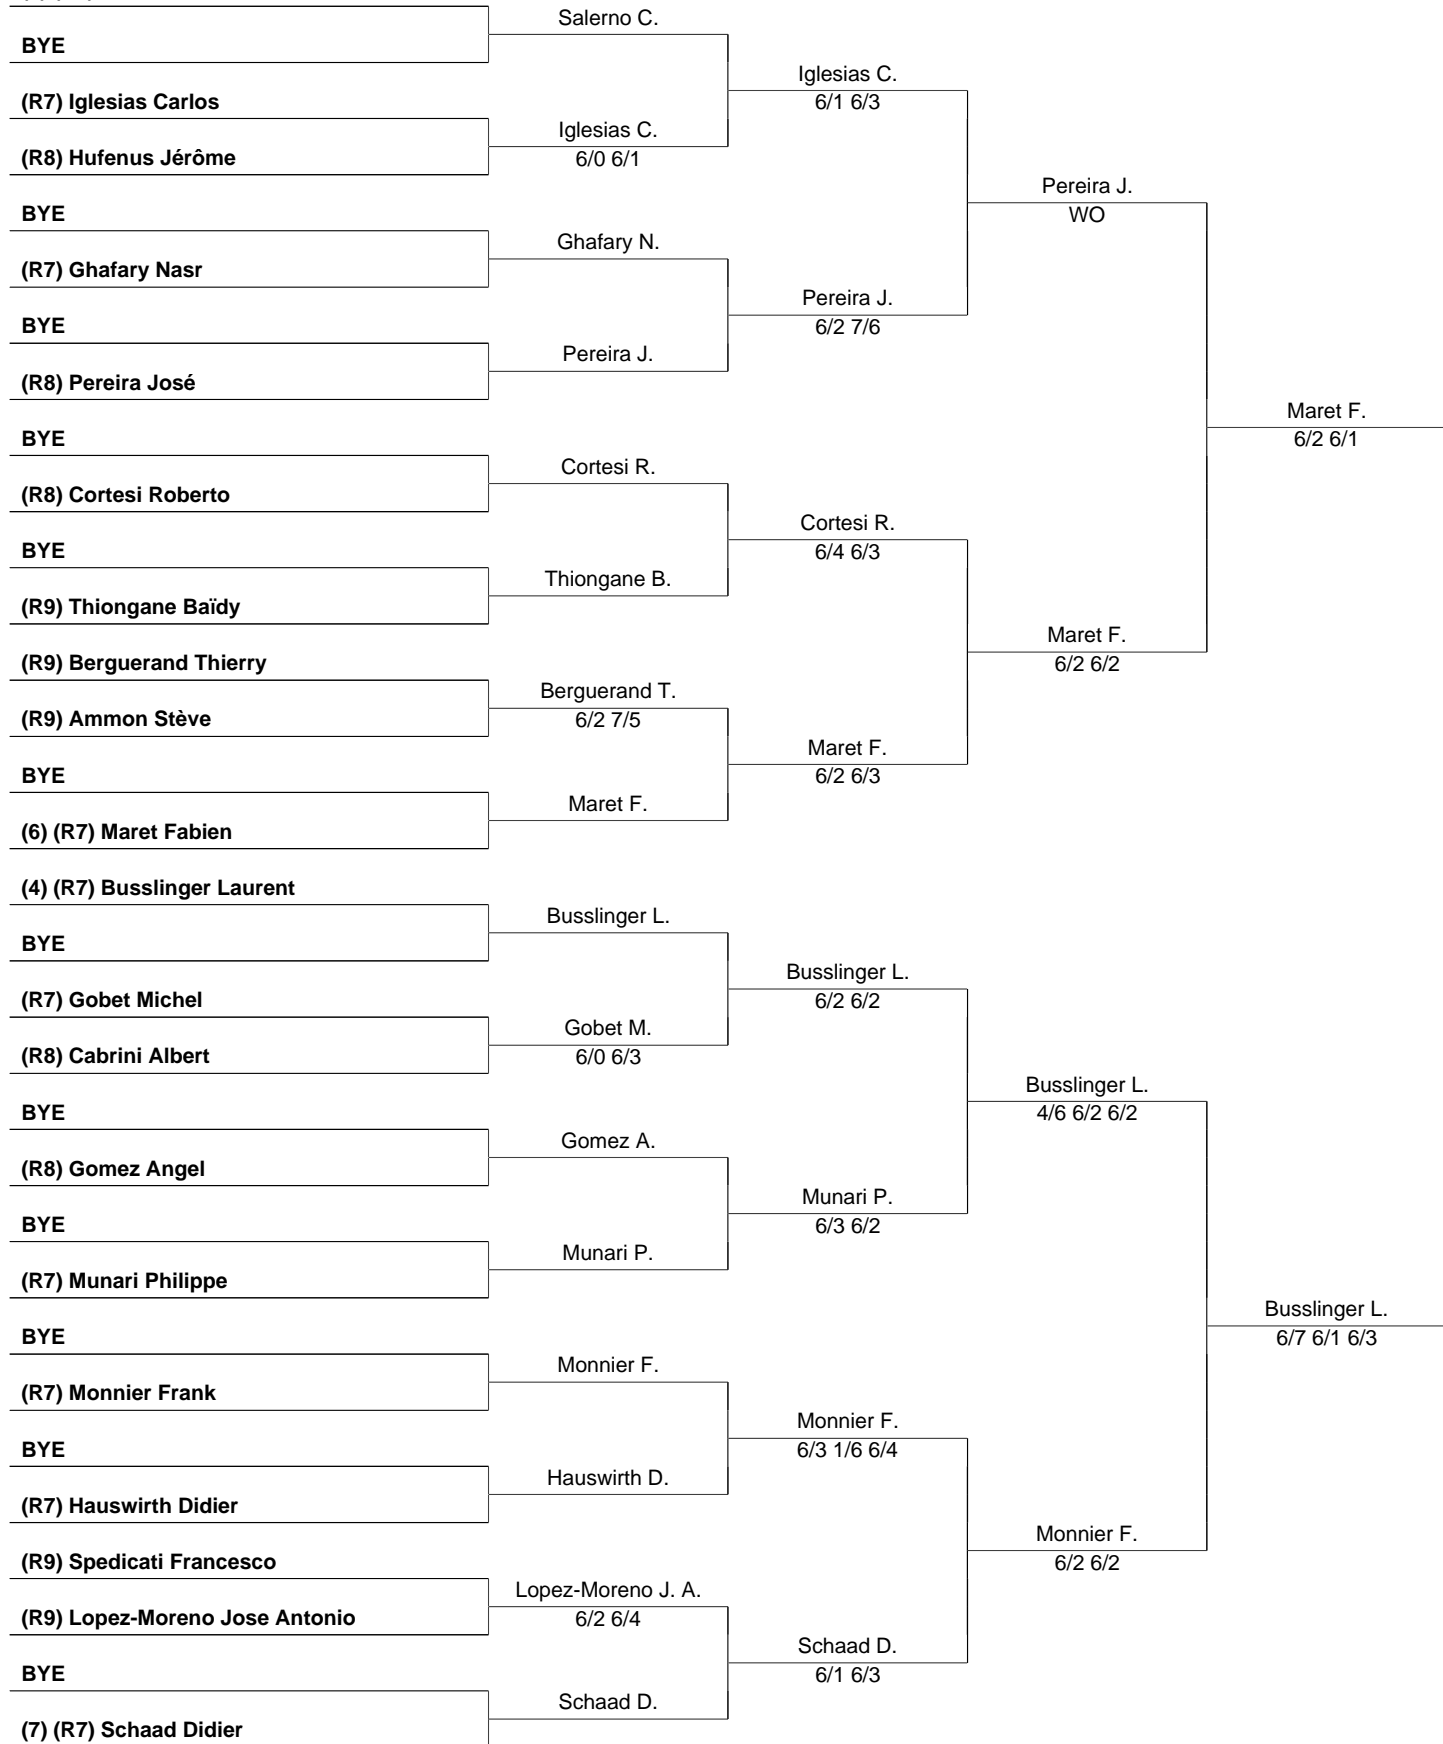 BYE
(R7) Iglesias Carlos
(R8) Hufenus Jérôme
BYE
(R7) Ghafary Nasr
BYE
(R8) Pereira José
BYE
(R8) Cortesi Roberto
BYE
(R9) Thiongane Baïdy
(R9) Berguerand Thierry
(R9) Ammon Stève
BYE
(6) (R7) Maret Fabien
(4) (R7) Busslinger Laurent
BYE
(R7) Gobet Michel
(R8) Cabrini Albert
BYE
(R8) Gomez Angel
BYE
(R7) Munari Philippe
BYE
(R7) Monnier Frank
BYE
(R7) Hauswirth Didier
(R9) Spedicati Francesco
(R9) Lopez-Moreno Jose Antonio
BYE
(7) (R7) Schaad Didier
Salerno C.
Iglesias C.
6/0 6/1
Ghafary N.
Pereira J.
Cortesi R.
Thiongane B.
Berguerand T.
6/2 7/5
Maret F.
Busslinger L.
Gobet M.
6/0 6/3
Gomez A.
Munari P.
Monnier F.
Hauswirth D.
Lopez-Moreno J. A.
6/2 6/4
Schaad D.
Iglesias C.
6/1 6/3
Pereira J.
6/2 7/6
Cortesi R.
6/4 6/3
Maret F.
6/2 6/3
Busslinger L.
6/2 6/2
Munari P.
6/3 6/2
Monnier F.
6/3 1/6 6/4
Schaad D.
6/1 6/3
Pereira J.
WO
Maret F.
6/2 6/2
Busslinger L.
4/6 6/2 6/2
Monnier F.
6/2 6/2
Maret F.
6/2 6/1
Busslinger L.
6/7 6/1 6/3